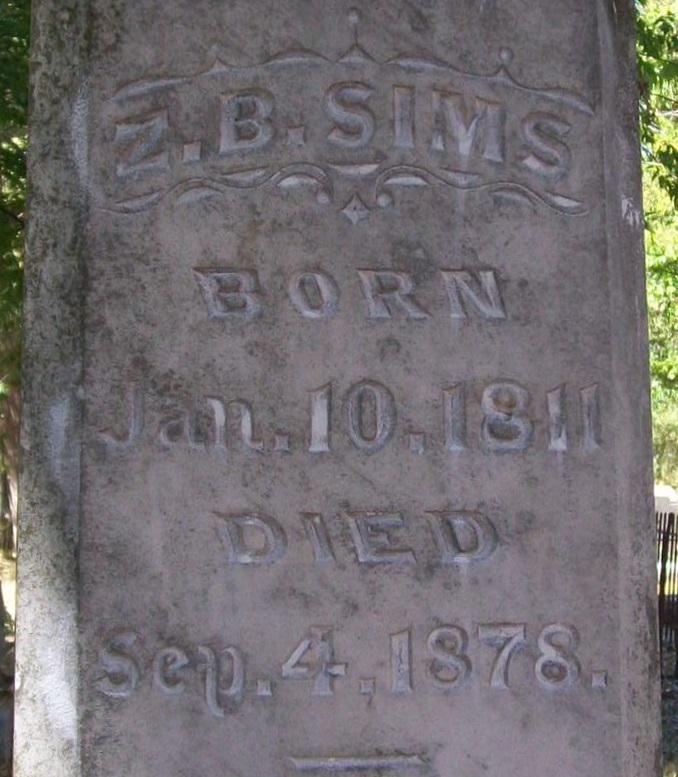 Z.B. SIMS
BORN
Jan.10.1811
DIED
Sep.4.1878.